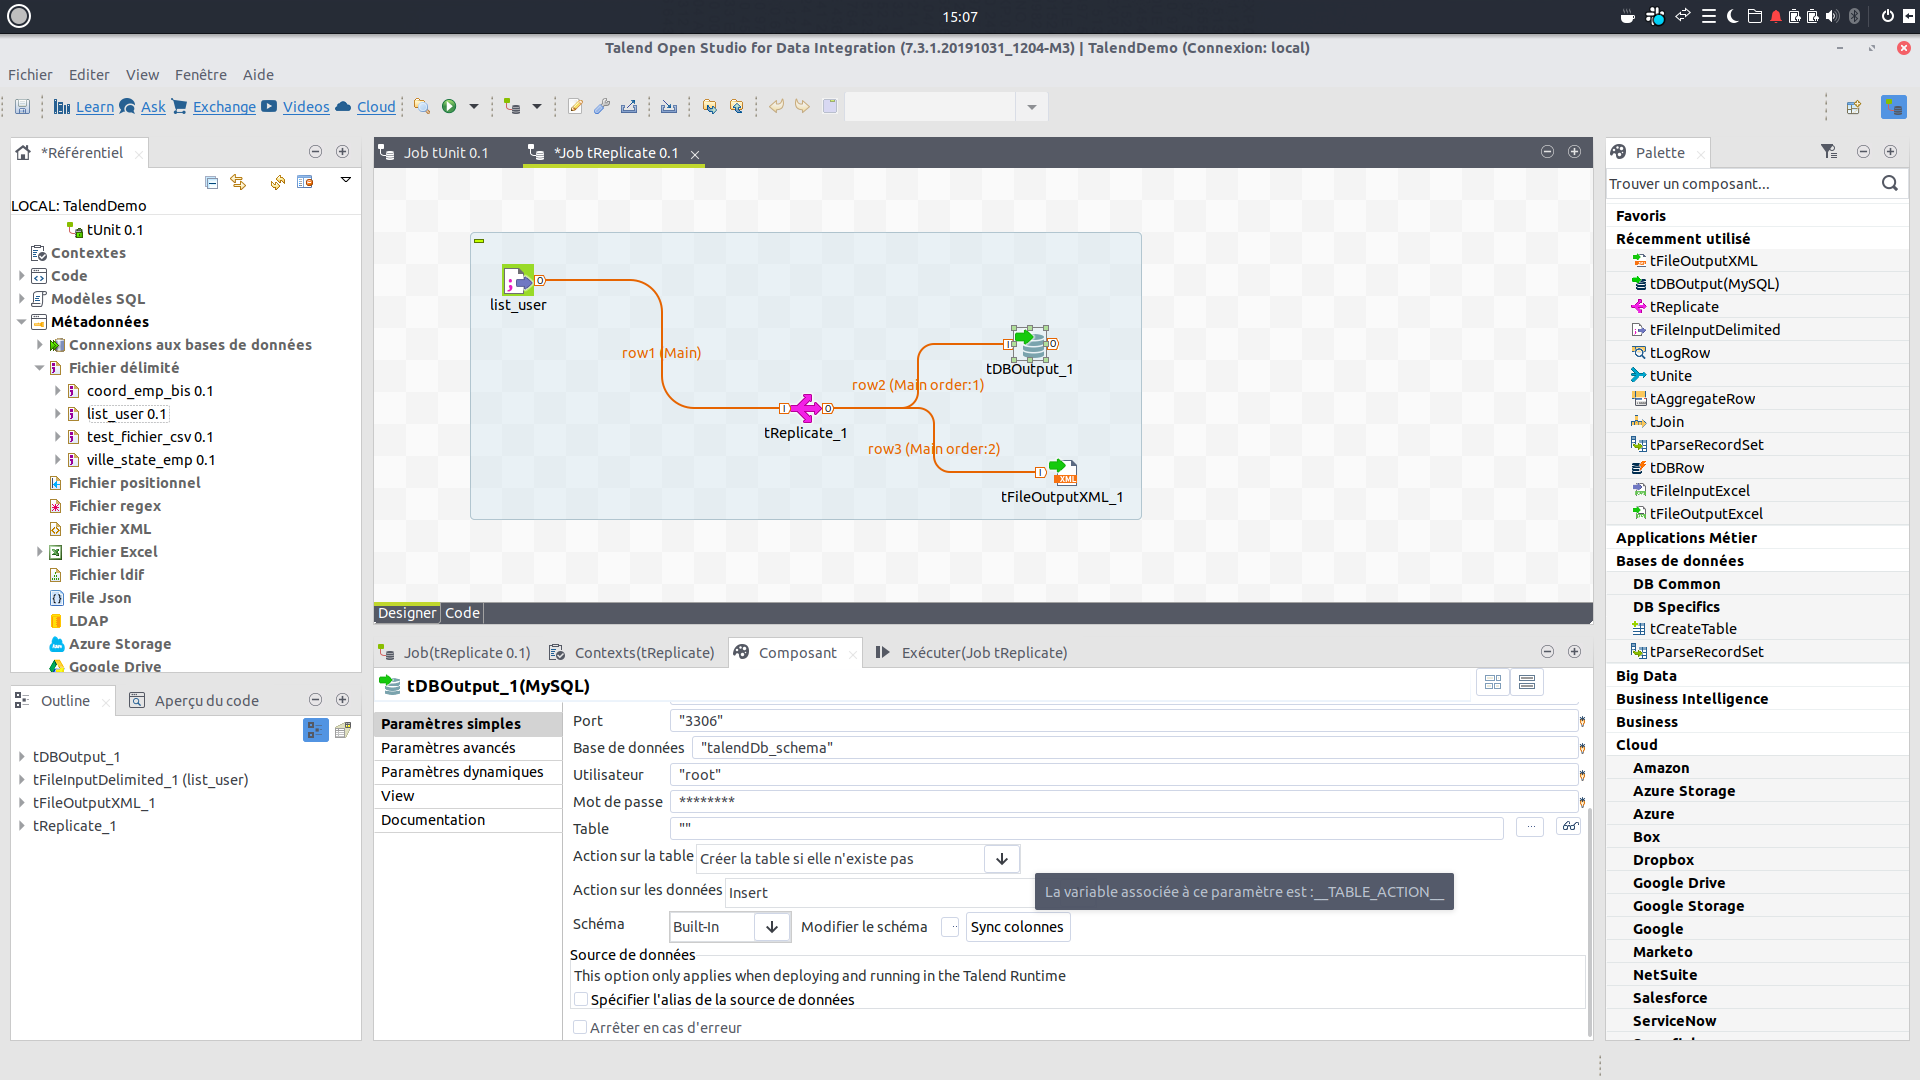 15:07
Talend Open Studio for Data Integration (7.3.1.20191031_1204-M3) | TalendDemo (Connexion: local)
Fichier Editer View Fenêtre Aide
Learn Ask Exchange Videos Cloud
*Référentiel
LOCAL: TalendDemo
tUnit 0.1
Contextes
Code
Modèles SQL
Métadonnées
Connexions aux bases de données
Fichier délimité
coord_emp_bis 0.1
list_user 0.1
test_fichier_csv 0.1
ville_state_emp 0.1
Fichier positionnel
Fichier regex
Fichier XML
Fichier Excel
Fichier ldif
File Json
LDAP
Azure Storage
Google Drive
Outline Aperçu du code
tDBOutput_1
tFileInputDelimited_1 (list_user)
tFileOutputXML_1
tReplicate_1
Job tUnit 0.1 *Job tReplicate 0.1
list_user
row1 (Main)
tReplicate_1
row2 (Main order:1)
tDBOutput_1
row3 (Main order:2)
XML
tFileOutputXML_1
Designer Code
Job(tReplicate 0.1) Contexts(tReplicate) Composant Exécuter(Job tReplicate)
tDBOutput_1(MySQL)
Paramètres simples
Paramètres avancés
Paramètres dynamiques
View
Documentation
Port "3306"
Base de données "talendDb_schema"
Utilisateur "root"
Mot de passe ********
Table "" ...
Action sur la table Créer la table si elle n'existe pas
Action sur les données Insert
La variable associée à ce paramètre est :__TABLE_ACTION__
Schéma Built-In Modifier le schéma Sync colonnes
Source de données
This option only applies when deploying and running in the Talend Runtime
Spécifier l'alias de la source de données
Arrêter en cas d'erreur
Palette
Trouver un composant...
Favoris
Récemment utilisé
tFileOutputXML
tDBOutput(MySQL)
tReplicate
tFileInputDelimited
tLogRow
tUnite
tAggregateRow
tJoin
tParseRecordSet
tDBRow
tFileInputExcel
tFileOutputExcel
Applications Métier
Bases de données
DB Common
DB Specifics
tCreateTable
tParseRecordSet
Big Data
Business Intelligence
Business
Cloud
Amazon
Azure Storage
Azure
Box
Dropbox
Google Drive
Google Storage
Google
Marketo
NetSuite
Salesforce
ServiceNow